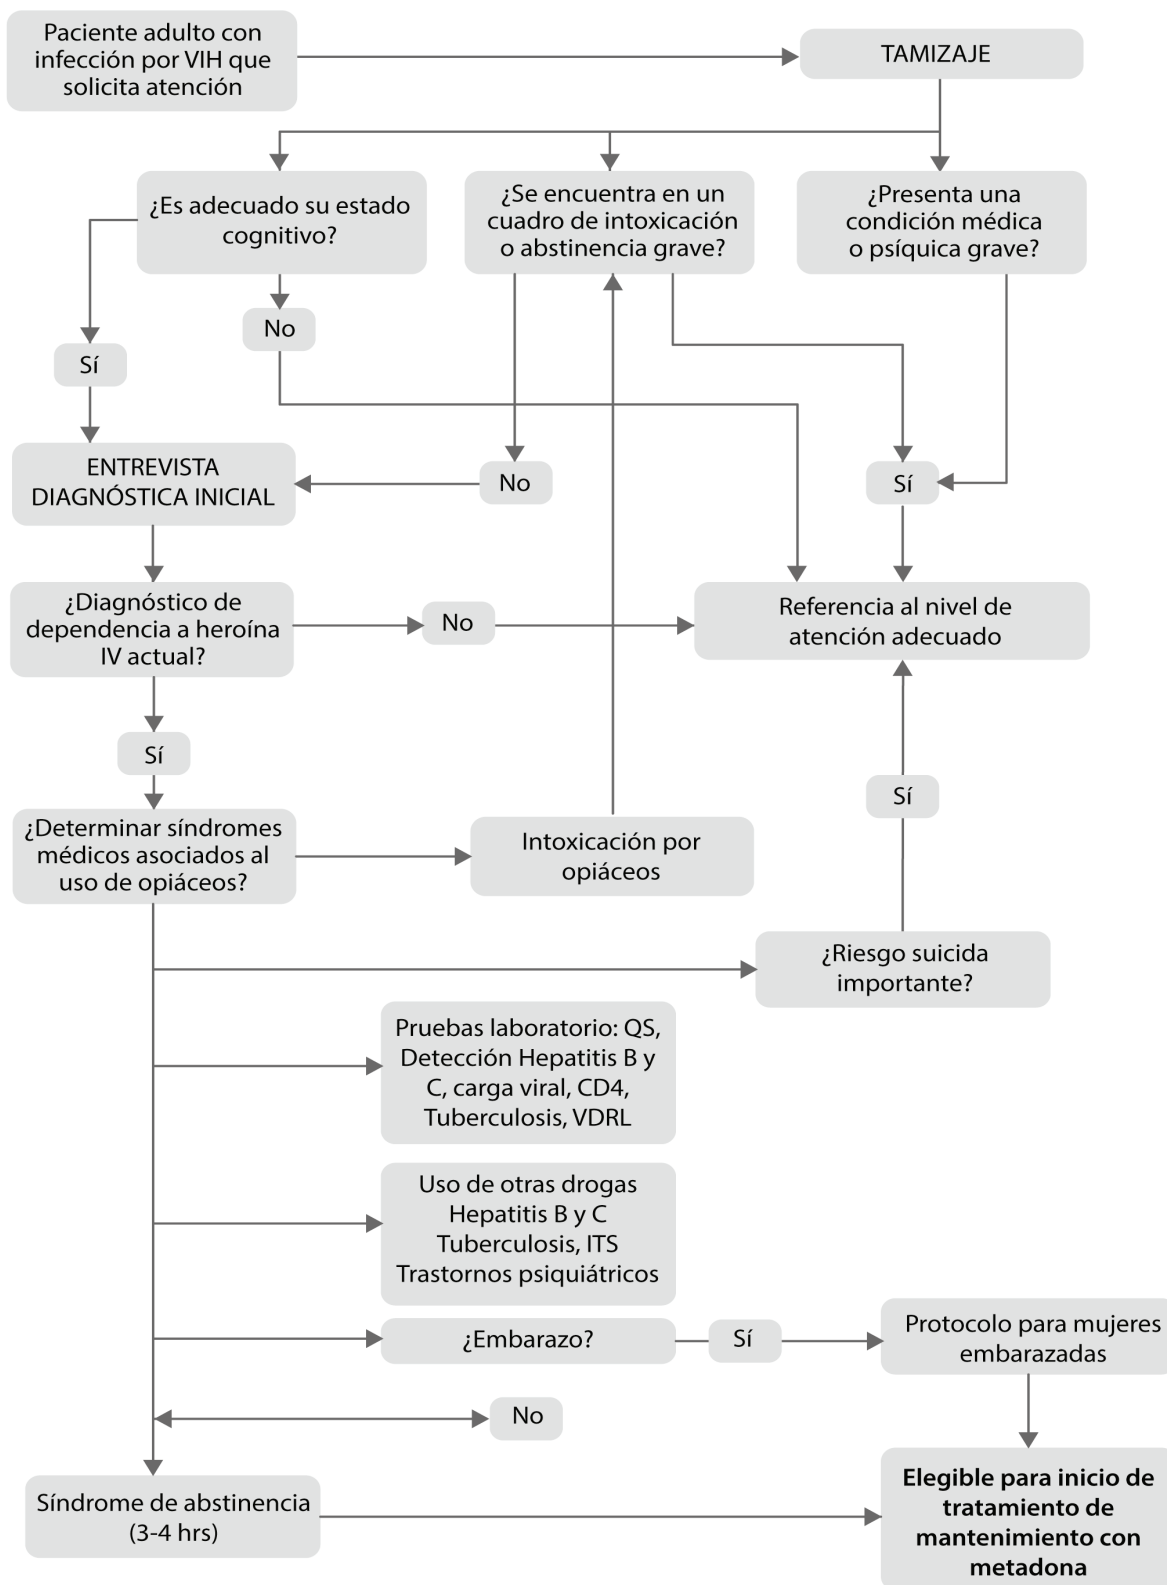 Paciente adulto con
infección por VIH que
solicita atención
TAMIZAJE
¿Es adecuado su estado
cognitivo?
¿Se encuentra en un
cuadro de intoxicación
o abstinencia grave?
¿Presenta una
condición médica
o psíquica grave?
No
Sí
ENTREVISTA
DIAGNÓSTICA INICIAL
No
Sí
¿Diagnóstico de
dependencia a heroína
IV actual?
No
Referencia al nivel de
atención adecuado
Sí
Sí
¿Determinar síndromes
médicos asociados al
uso de opiáceos?
Intoxicación por
opiáceos
¿Riesgo suicida
importante?
Pruebas laboratorio: QS,
Detección Hepatitis B y
C, carga viral, CD4,
Tuberculosis, VDRL
Uso de otras drogas
Hepatitis B y C
Tuberculosis, ITS
Trastornos psiquiátricos
¿Embarazo?
Sí
Protocolo para mujeres
embarazadas
No
Síndrome de abstinencia
(3-4 hrs)
Elegible para inicio de
tratamiento de
mantenimiento con
metadona